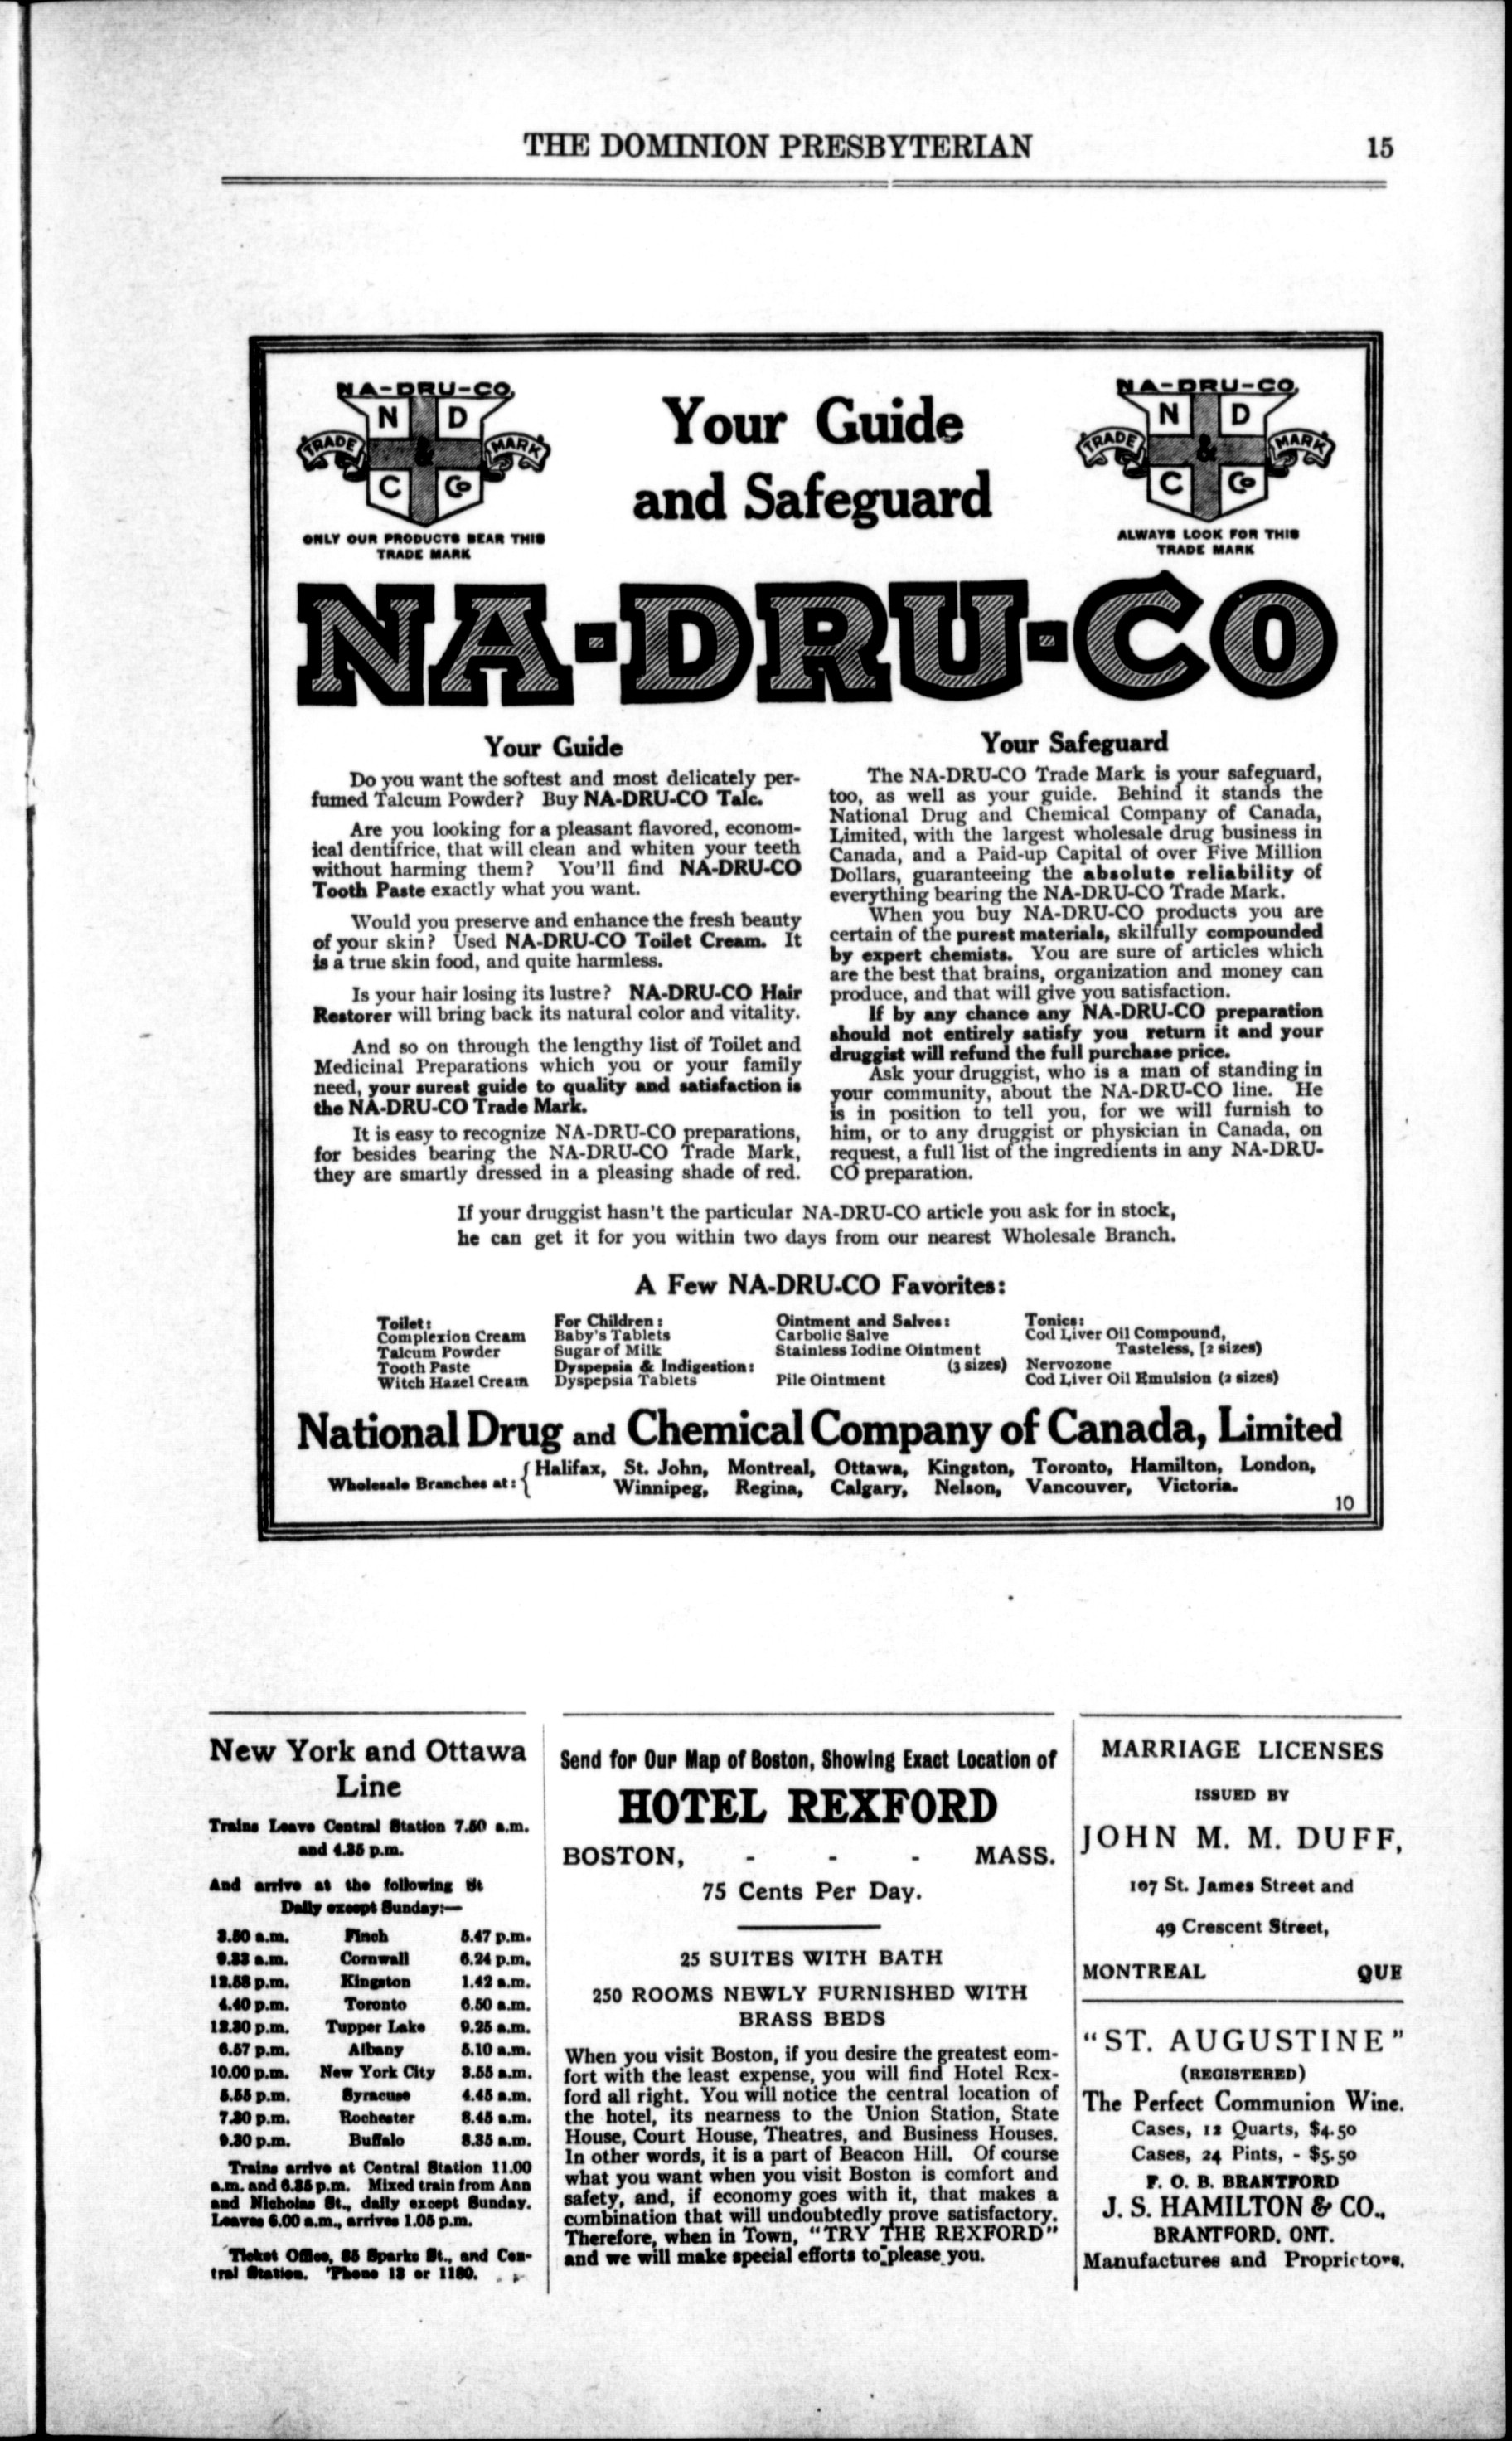 THE DOMINION PRESBYTERIAN 15
NA-DRU-CO.
N D
TRADE & MARK
C Co
ONLY OUR PRODUCTS BEAR THIS
TRADE MARK
Your Guide
and Safeguard
NA-DRU-CO.
N D
TRADE & MARK
C Co
ALWAYS LOOK FOR THIS
TRADE MARK
NA-DRU-CO
Your Guide
Do you want the softest and most delicately per-
fumed Talcum Powder? Buy NA-DRU-CO Talc.
Are you looking for a pleasant flavored, econom-
ical dentifrice, that will clean and whiten your teeth
without harming them? You'll find NA-DRU-CO
Tooth Paste exactly what you want.
Would you preserve and enhance the fresh beauty
of your skin? Used NA-DRU-CO Toilet Cream. It
is a true skin food, and quite harmless.
Is your hair losing its lustre? NA-DRU-CO Hair
Restorer will bring back its natural color and vitality.
And so on through the lengthy list of Toilet and
Medicinal Preparations which you or your family
need, your surest guide to quality and satisfaction is
the NA-DRU-CO Trade Mark.
It is easy to recognize NA-DRU-CO preparations,
for besides bearing the NA-DRU-CO Trade Mark,
they are smartly dressed in a pleasing shade of red.
Your Safeguard
The NA-DRU-CO Trade Mark is your safeguard,
too, as well as your guide. Behind it stands the
National Drug and Chemical Company of Canada,
Limited, with the largest wholesale drug business in
Canada, and a Paid-up Capital of over Five Million
Dollars, guaranteeing the absolute reliability of
everything bearing the NA-DRU-CO Trade Mark.
When you buy NA-DRU-CO products you are
certain of the purest materials, skilfully compounded
by expert chemists. You are sure of articles which
are the best that brains, organization and money can
produce, and that will give you satisfaction.
If by any chance any NA-DRU-CO preparation
should not entirely satisfy you return it and your
druggist will refund the full purchase price.
Ask your druggist, who is a man of standing in
your community, about the NA-DRU-CO line. He
is in position to tell you, for we will furnish to
him, or to any druggist or physician in Canada, on
request, a full list of the ingredients in any NA-DRU-
CO preparation.
If your druggist hasn't the particular NA-DRU-CO article you ask for in stock,
he can get it for you within two days from our nearest Wholesale Branch.
A Few NA-DRU-CO Favorites:
Toilet:
Complexion Cream
Talcum Powder
Tooth Paste
Witch Hazel Cream
For Children:
Baby's Tablets
Sugar of Milk
Dyspepsia & Indigestion:
Dyspepsia Tablets
Ointment and Salves:
Carbolic Salve
Stainless Iodine Ointment
(3 sizes)
Pile Ointment
Tonics:
Cod Liver Oil Compound,
Tasteless, [2 sizes)
Nervozone
Cod Liver Oil Emulsion (2 sizes)
National Drug and Chemical Company of Canada, Limited
Wholesale Branches at: { Halifax, St. John, Montreal, Ottawa, Kingston, Toronto, Hamilton, London,
Winnipeg, Regina, Calgary, Nelson, Vancouver, Victoria.
10
New York and Ottawa
Line
Trains Leave Central Station 7.50 a.m.
and 4.35 p.m.
And arrive at the following St
Daily except Sunday:—
3.50 a.m. Finch 5.47 p.m.
9.33 a.m. Cornwall 6.24 p.m.
12.58 p.m. Kingston 1.42 a.m.
4.40 p.m. Toronto 6.50 a.m.
12.30 p.m. Tupper Lake 9.25 a.m.
6.57 p.m. Albany 5.10 a.m.
10.00 p.m. New York City 3.55 a.m.
5.55 p.m. Syracuse 4.45 a.m.
7.30 p.m. Rochester 8.45 a.m.
9.30 p.m. Buffalo 8.35 a.m.
Trains arrive at Central Station 11.00
a.m. and 6.35 p.m. Mixed train from Ann
and Nicholas St., daily except Sunday.
Leaves 6.00 a.m., arrives 1.05 p.m.
Ticket Office, 85 Sparks St., and Cen-
tral Station. 'Phone 13 or 1180.
Send for Our Map of Boston, Showing Exact Location of
HOTEL REXFORD
BOSTON, - - - MASS.
75 Cents Per Day.
25 SUITES WITH BATH
250 ROOMS NEWLY FURNISHED WITH
BRASS BEDS
When you visit Boston, if you desire the greatest com-
fort with the least expense, you will find Hotel Rex-
ford all right. You will notice the central location of
the hotel, its nearness to the Union Station, State
House, Court House, Theatres, and Business Houses.
In other words, it is a part of Beacon Hill. Of course
what you want when you visit Boston is comfort and
safety, and, if economy goes with it, that makes a
combination that will undoubtedly prove satisfactory.
Therefore, when in Town, "TRY THE REXFORD"
and we will make special efforts to please you.
MARRIAGE LICENSES
ISSUED BY
JOHN M. M. DUFF,
107 St. James Street and
49 Crescent Street,
MONTREAL QUE
"ST. AUGUSTINE"
(REGISTERED)
The Perfect Communion Wine.
Cases, 12 Quarts, $4.50
Cases, 24 Pints, - $5.50
F. O. B. BRANTFORD
J. S. HAMILTON & CO.,
BRANTFORD, ONT.
Manufactures and Proprietors.